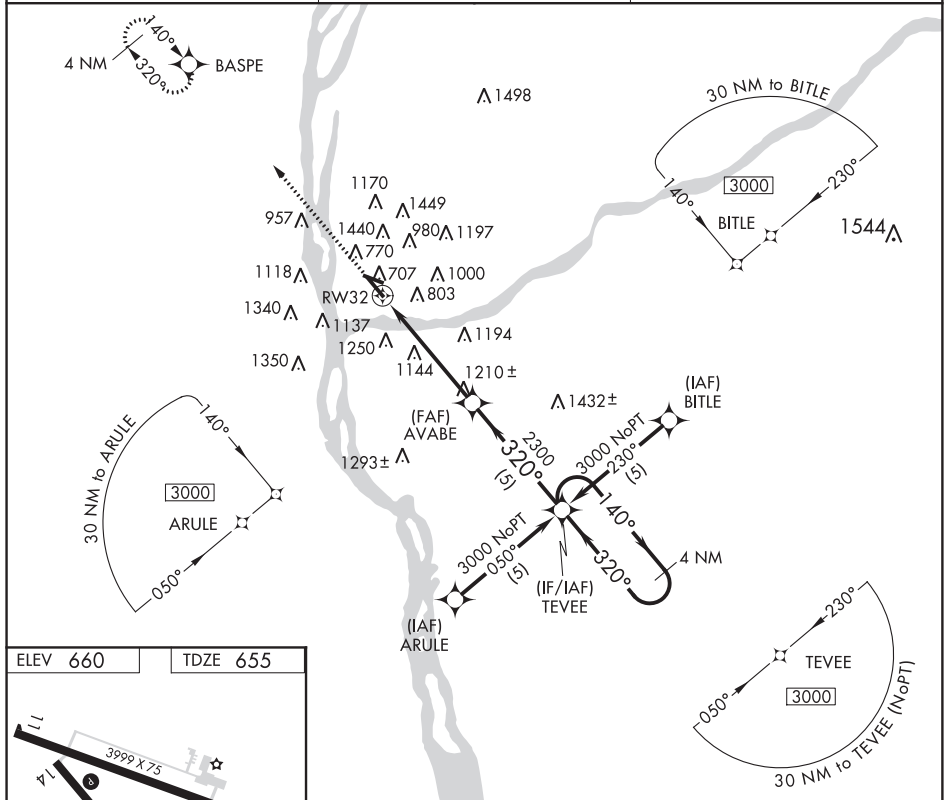 140°
4 NM
320°
BASPE
1498
30 NM to BITLE
3000
140°
230°
BITLE
1544
1170
1449
957
1440
980
1197
770
1118
707
1000
RW32
803
1340
1137
1250
1194
1350
1144
1210 ±
(FAF)
AVABE
1432±
(IAF)
BITLE
30 NM to ARULE
140°
3000
ARULE
050°
1293±
2300
320°
(5)
3000 NoPT
230°
(5)
140°
320°
4 NM
3000 NoPT
050°
(5)
(IF/IAF)
TEVEE
(IAF)
ARULE
230°
TEVEE
050°
3000
30 NM to TEVEE (NoPT)
ELEV 660
TDZE 655
11
3999 X 75
14
P